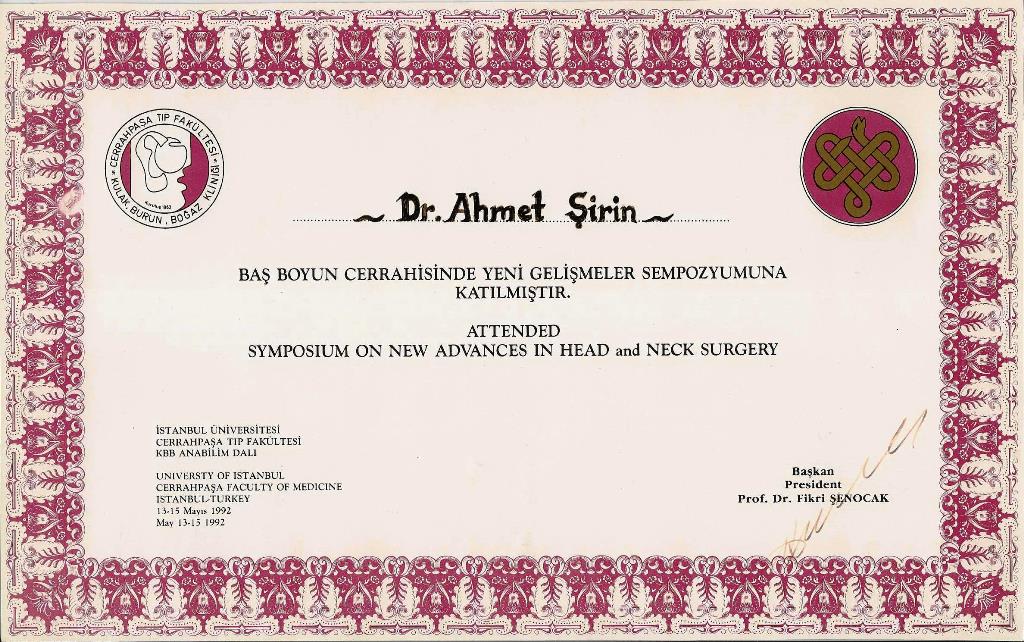 CERRAHPAŞA TIP FAKÜLTESİ
KULAK, BURUN, BOĞAZ KLİNİĞİ
Dr. Ahmet Şirin
BAŞ BOYUN CERRAHİSİNDE YENİ GELİŞMELER SEMPOZYUMUNA
KATILMIŞTIR.
ATTENDED
SYMPOSIUM ON NEW ADVANCES IN HEAD and NECK SURGERY
İSTANBUL ÜNİVERSİTESİ
CERRAHPAŞA TIP FAKÜLTESİ
KBB ANABİLİM DALI
UNIVERSTY OF ISTANBUL
CERRAHPAŞA FACULTY OF MEDICINE
ISTANBUL-TURKEY
13-15 Mayıs 1992
May 13-15 1992
Başkan
President
Prof. Dr. Fikri ŞENOCAK